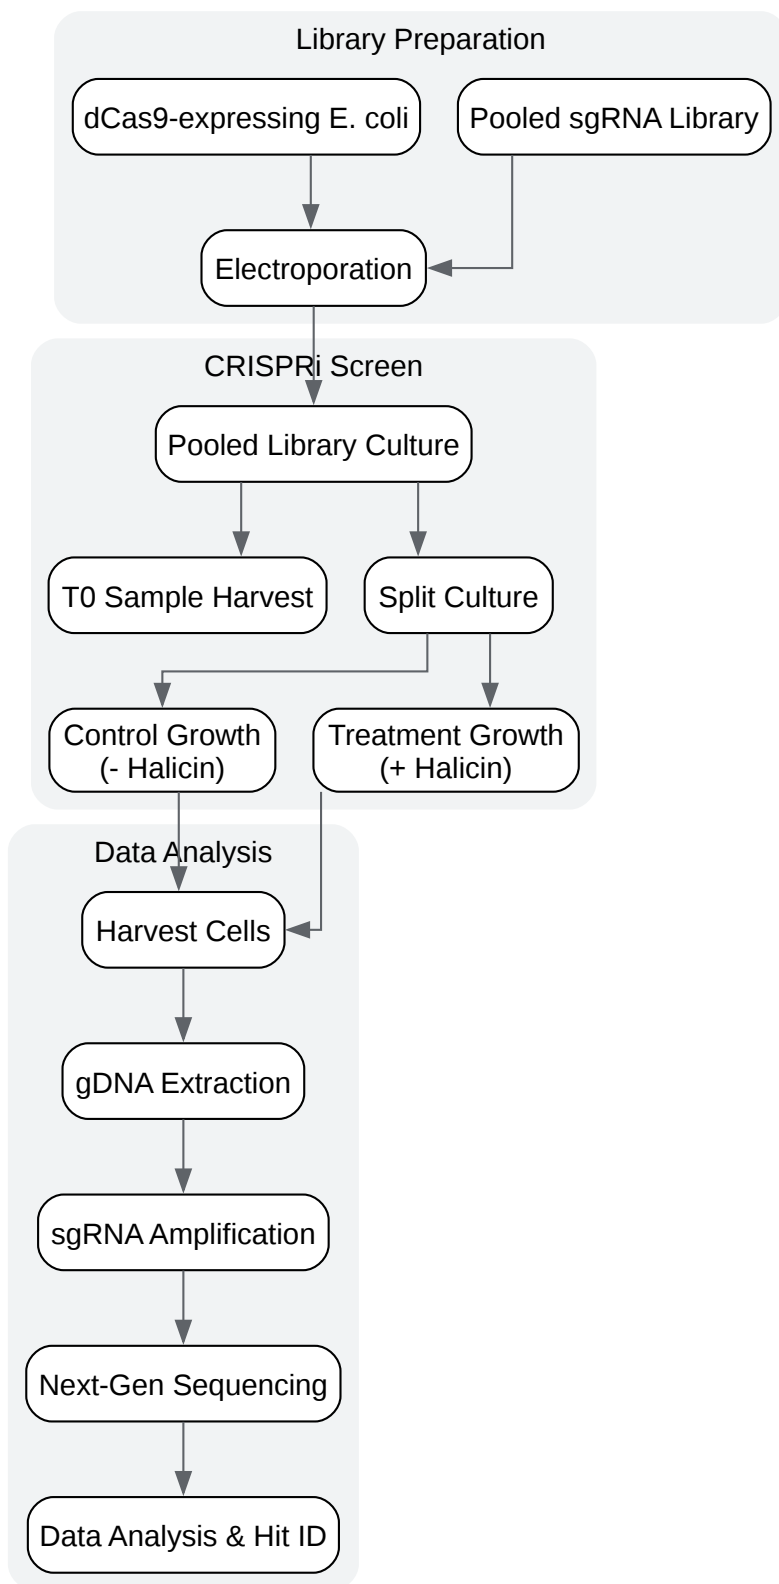 Library Preparation
dCas9-expressing E. coli
Pooled sgRNA Library
Electroporation
CRISPRi Screen
Pooled Library Culture
T0 Sample Harvest
Split Culture
Control Growth
(- Halicin)
Treatment Growth
(+ Halicin)
Data Analysis
Harvest Cells
gDNA Extraction
sgRNA Amplification
Next-Gen Sequencing
Data Analysis & Hit ID